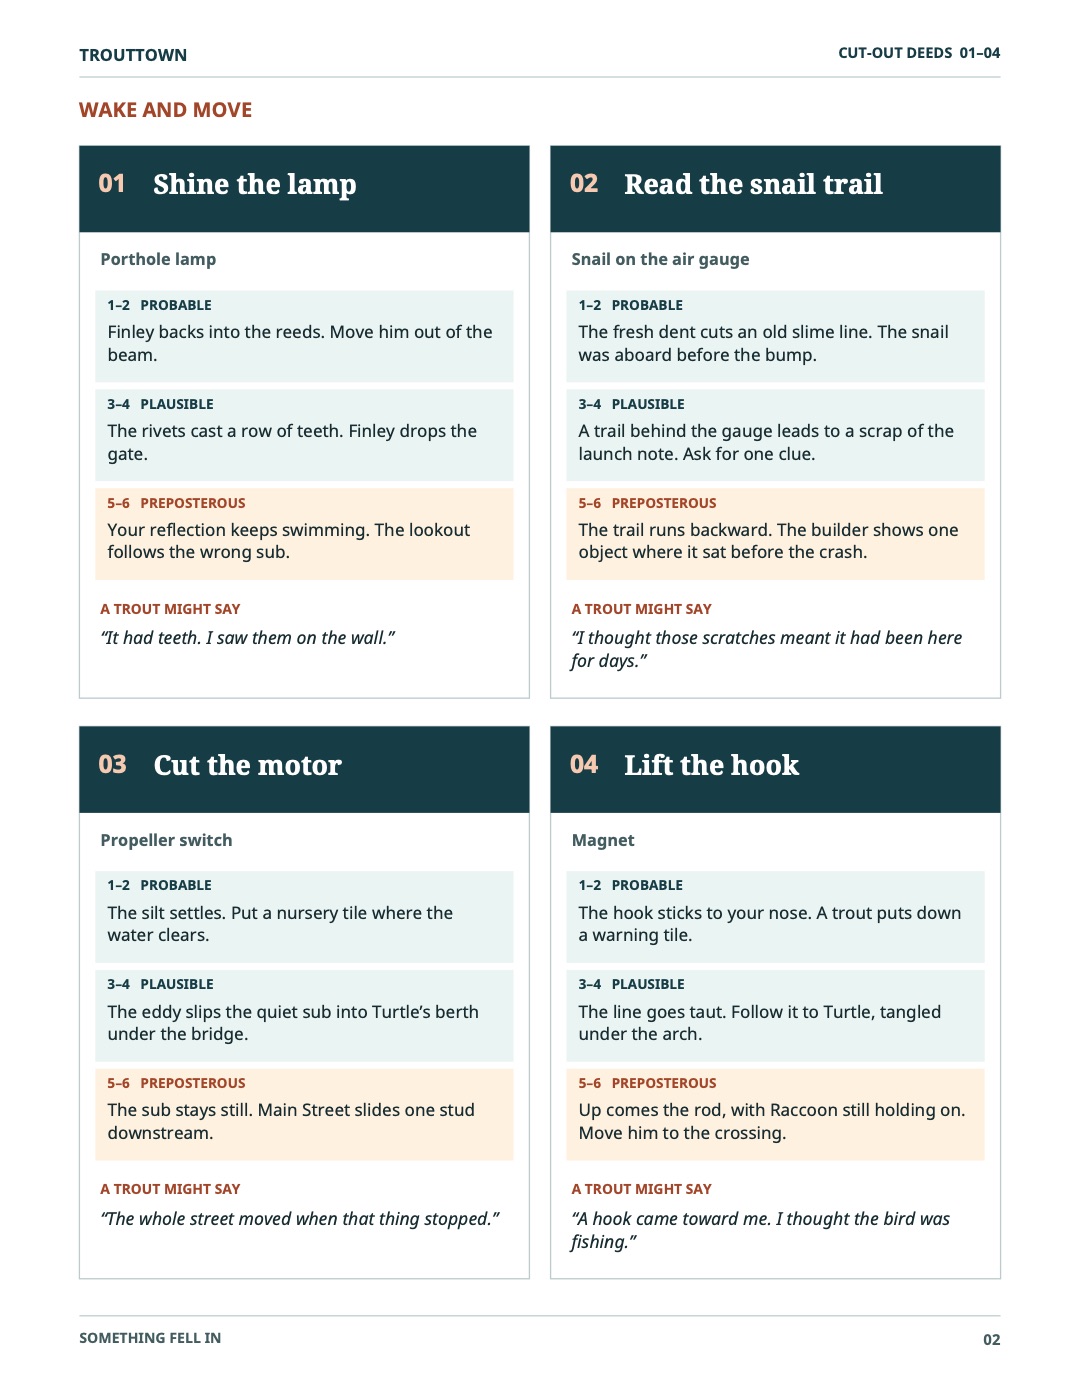 TROUTTOWN
CUT-OUT DEEDS 01–04
WAKE AND MOVE
01 Shine the lamp
Porthole lamp
1–2 PROBABLE
Finley backs into the reeds. Move him out of the
beam.
3–4 PLAUSIBLE
The rivets cast a row of teeth. Finley drops the
gate.
5–6 PREPOSTEROUS
Your reflection keeps swimming. The lookout
follows the wrong sub.
A TROUT MIGHT SAY
“It had teeth. I saw them on the wall.”
02 Read the snail trail
Snail on the air gauge
1–2 PROBABLE
The fresh dent cuts an old slime line. The snail
was aboard before the bump.
3–4 PLAUSIBLE
A trail behind the gauge leads to a scrap of the
launch note. Ask for one clue.
5–6 PREPOSTEROUS
The trail runs backward. The builder shows one
object where it sat before the crash.
A TROUT MIGHT SAY
“I thought those scratches meant it had been here
for days.”
03 Cut the motor
Propeller switch
1–2 PROBABLE
The silt settles. Put a nursery tile where the
water clears.
3–4 PLAUSIBLE
The eddy slips the quiet sub into Turtle’s berth
under the bridge.
5–6 PREPOSTEROUS
The sub stays still. Main Street slides one stud
downstream.
A TROUT MIGHT SAY
“The whole street moved when that thing stopped.”
04 Lift the hook
Magnet
1–2 PROBABLE
The hook sticks to your nose. A trout puts down
a warning tile.
3–4 PLAUSIBLE
The line goes taut. Follow it to Turtle, tangled
under the arch.
5–6 PREPOSTEROUS
Up comes the rod, with Raccoon still holding on.
Move him to the crossing.
A TROUT MIGHT SAY
“A hook came toward me. I thought the bird was
fishing.”
SOMETHING FELL IN
02